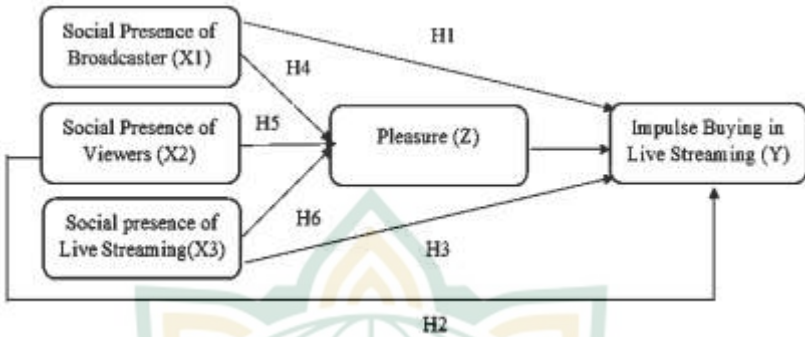 Social Presence of
Broadcaster (X1)
H1
H4
Social Presence of
Viewers (X2)
H5
Pleasure (Z)
Impulse Buying in
Live Streaming (Y)
Social presence of
Live Streaming(X3)
H6
H3
H2